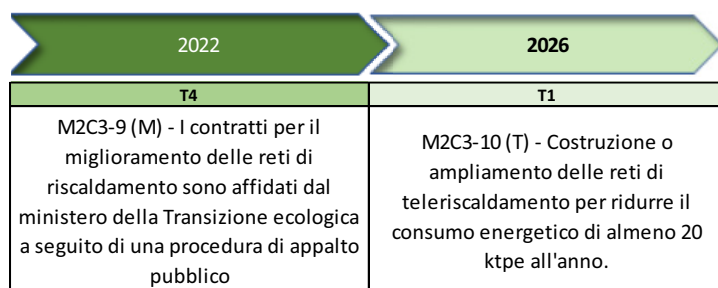 2022
2026
T4
T1
M2C3-9 (M) - I contratti per il
miglioramento delle reti di
riscaldamento sono affidati dal
ministero della Transizione ecologica
a seguito di una procedura di appalto
pubblico
M2C3-10 (T) - Costruzione o
ampliamento delle reti di
teleriscaldamento per ridurre il
consumo energetico di almeno 20
ktpe all'anno.